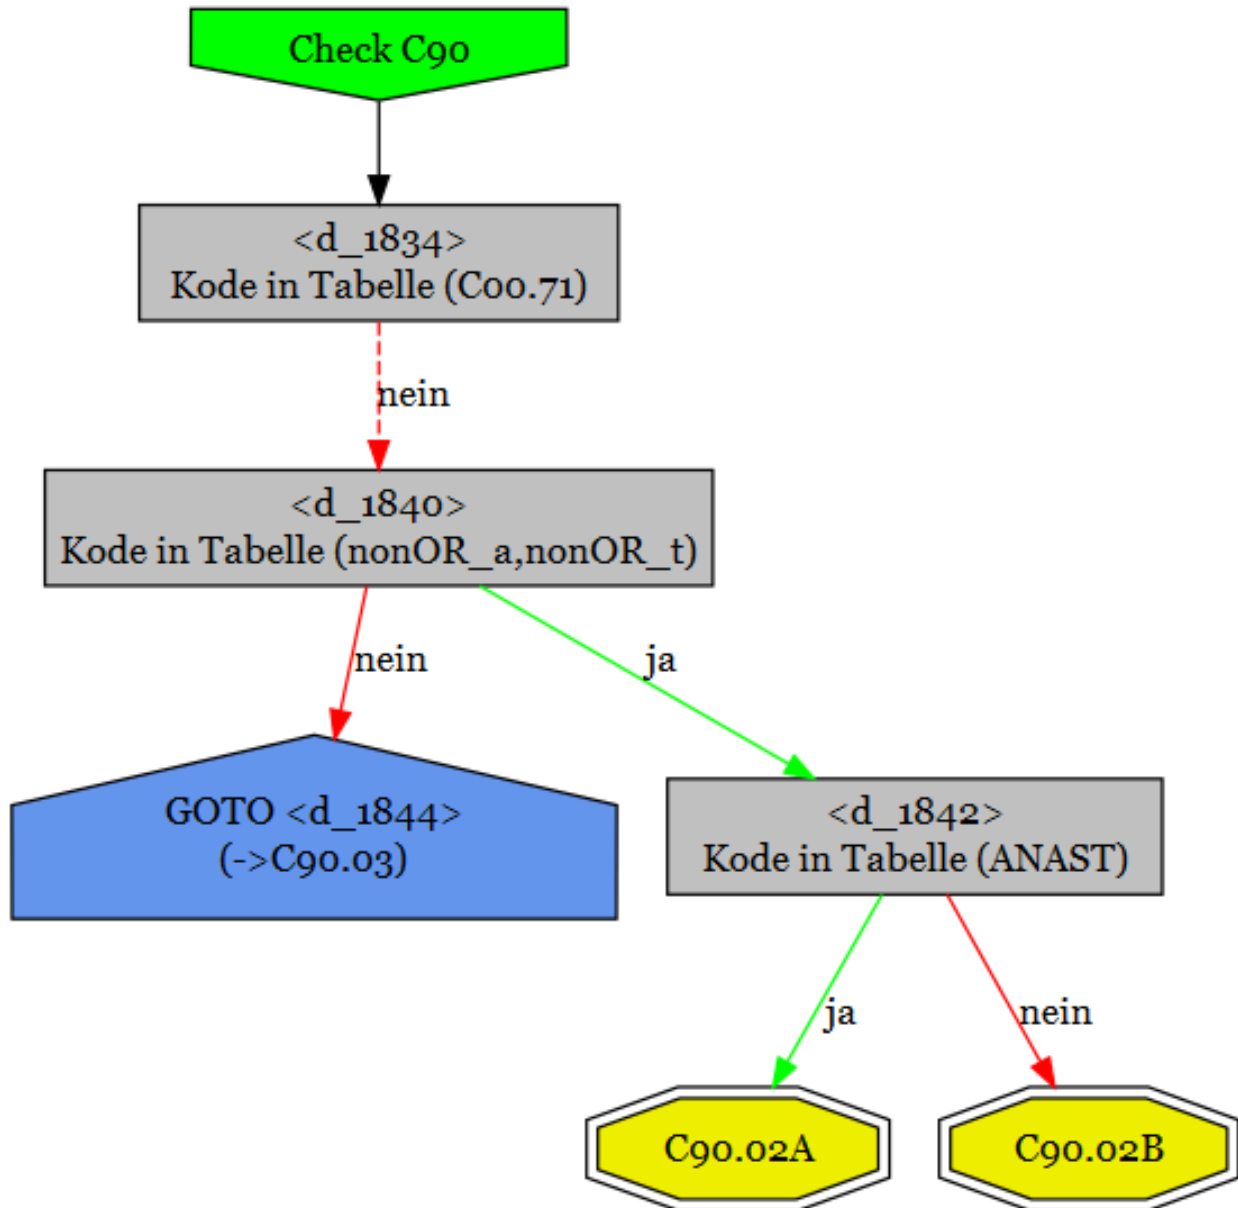 Check C90
<d_1834>
Kode in Tabelle (C00.71)
nein
<d_1840>
Kode in Tabelle (nonOR_a,nonOR_t)
nein
ja
GOTO <d_1844>
(->C90.03)
<d_1842>
Kode in Tabelle (ANAST)
ja
nein
C90.02A
C90.02B